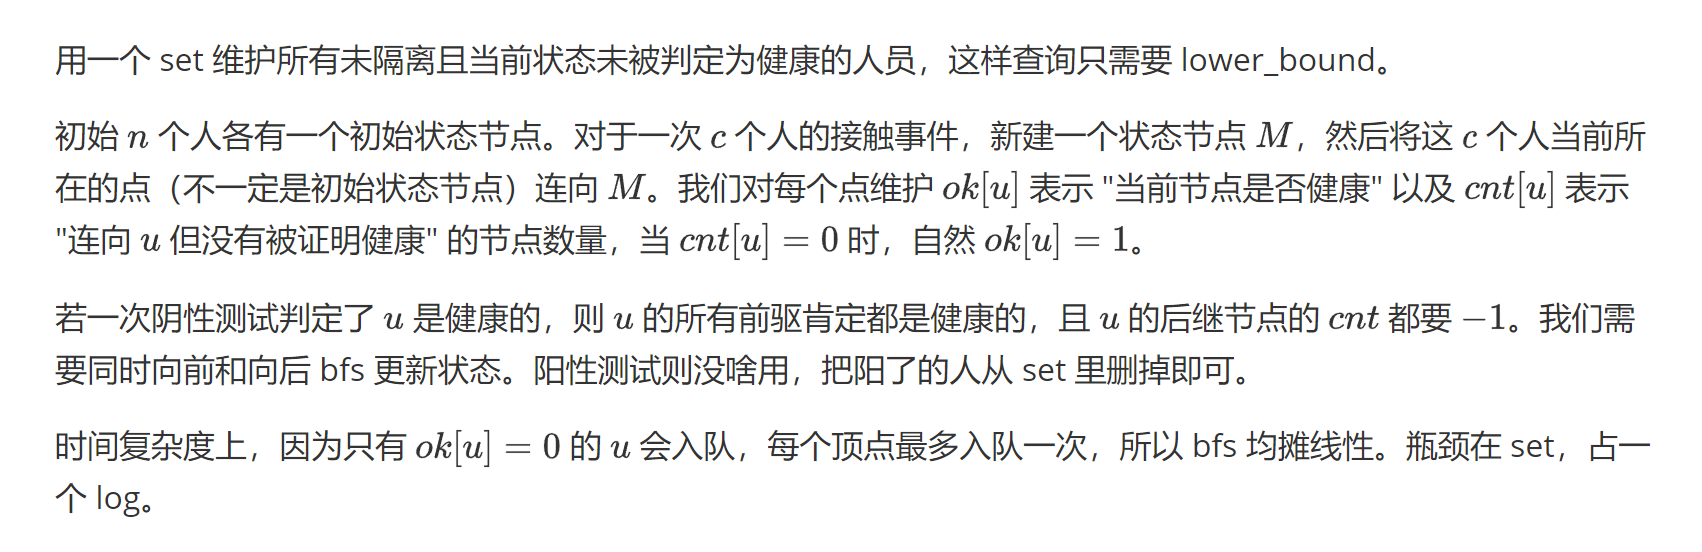 用一个 set 维护所有未隔离且当前状态未被判定为健康的人员，这样查询只需要 lower_bound。
初始 n 个人各有一个初始状态节点。对于一次 c 个人的接触事件，新建一个状态节点 M，然后将这 c 个人当前所
在的点（不一定是初始状态节点）连向 M。我们对每个点维护 ok[u] 表示 "当前节点是否健康" 以及 cnt[u] 表示
"连向 u 但没有被证明健康" 的节点数量，当 cnt[u] = 0 时，自然 ok[u] = 1。
若一次阴性测试判定了 u 是健康的，则 u 的所有前驱肯定都是健康的，且 u 的后继节点的 cnt 都要 −1。我们需
要同时向前和向后 bfs 更新状态。阳性测试则没啥用，把阳了的人从 set 里删掉即可。
时间复杂度上，因为只有 ok[u] = 0 的 u 会入队，每个顶点最多入队一次，所以 bfs 均摊线性。瓶颈在 set，占一
个 log。